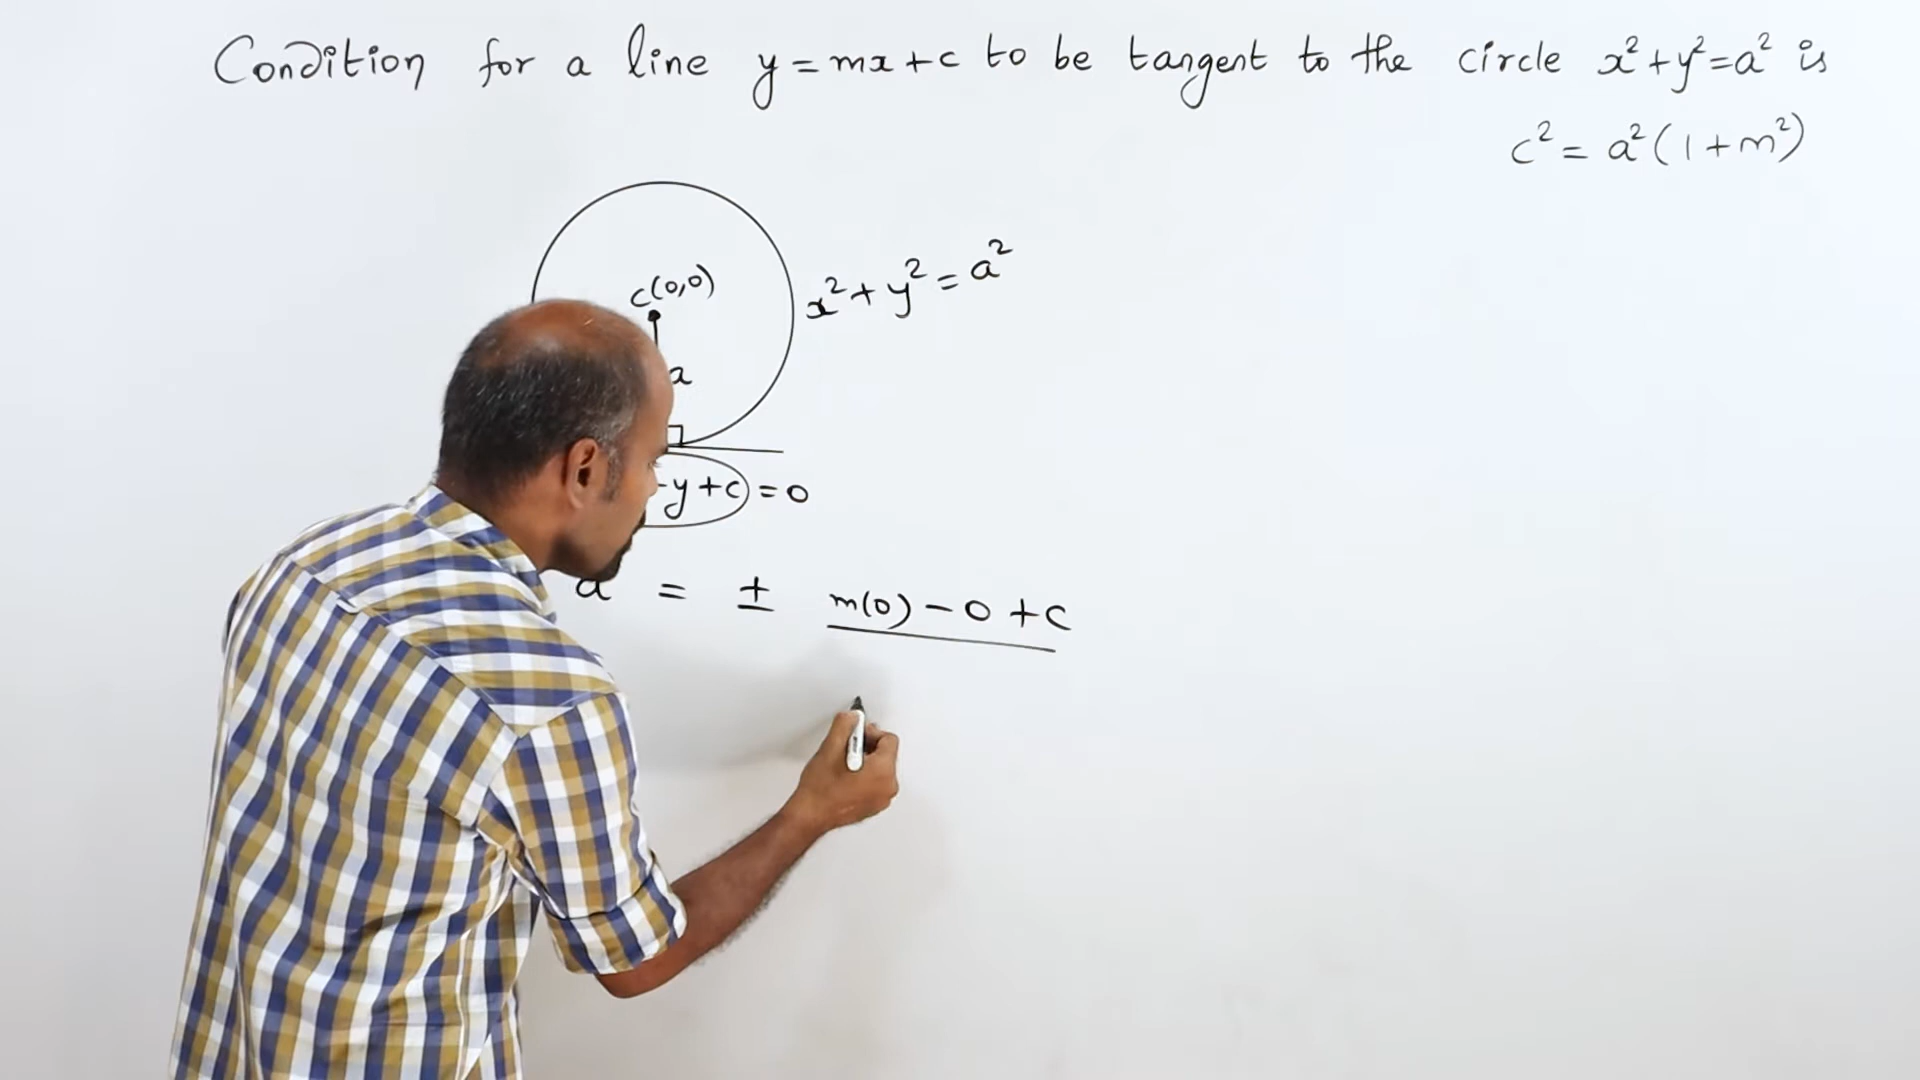 Condition for a line y = mx + c to be tangent to the circle x² + y² = a² is
c² = a² (1 + m²)
c(0,0)
x² + y² = a²
a
-y + c = 0
a = ± m(0) - 0 + c